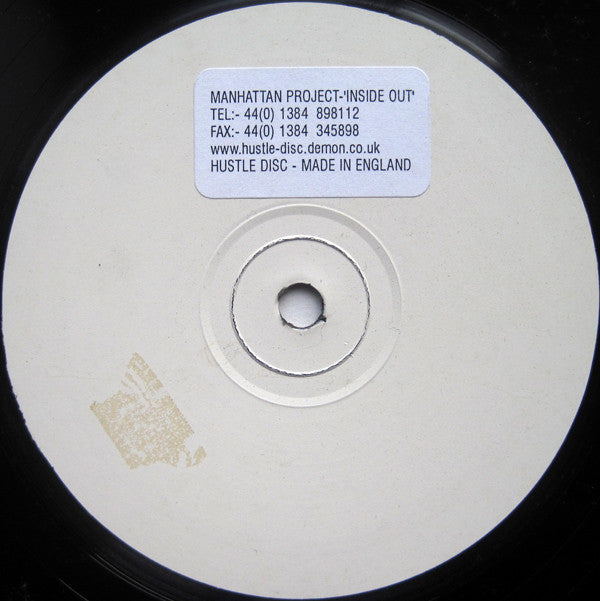 MANHATTAN PROJECT-'INSIDE OUT'
TEL:- 44(0) 1384 898112
FAX:- 44(0) 1384 345898
www.hustle-disc.demon.co.uk
HUSTLE DISC - MADE IN ENGLAND